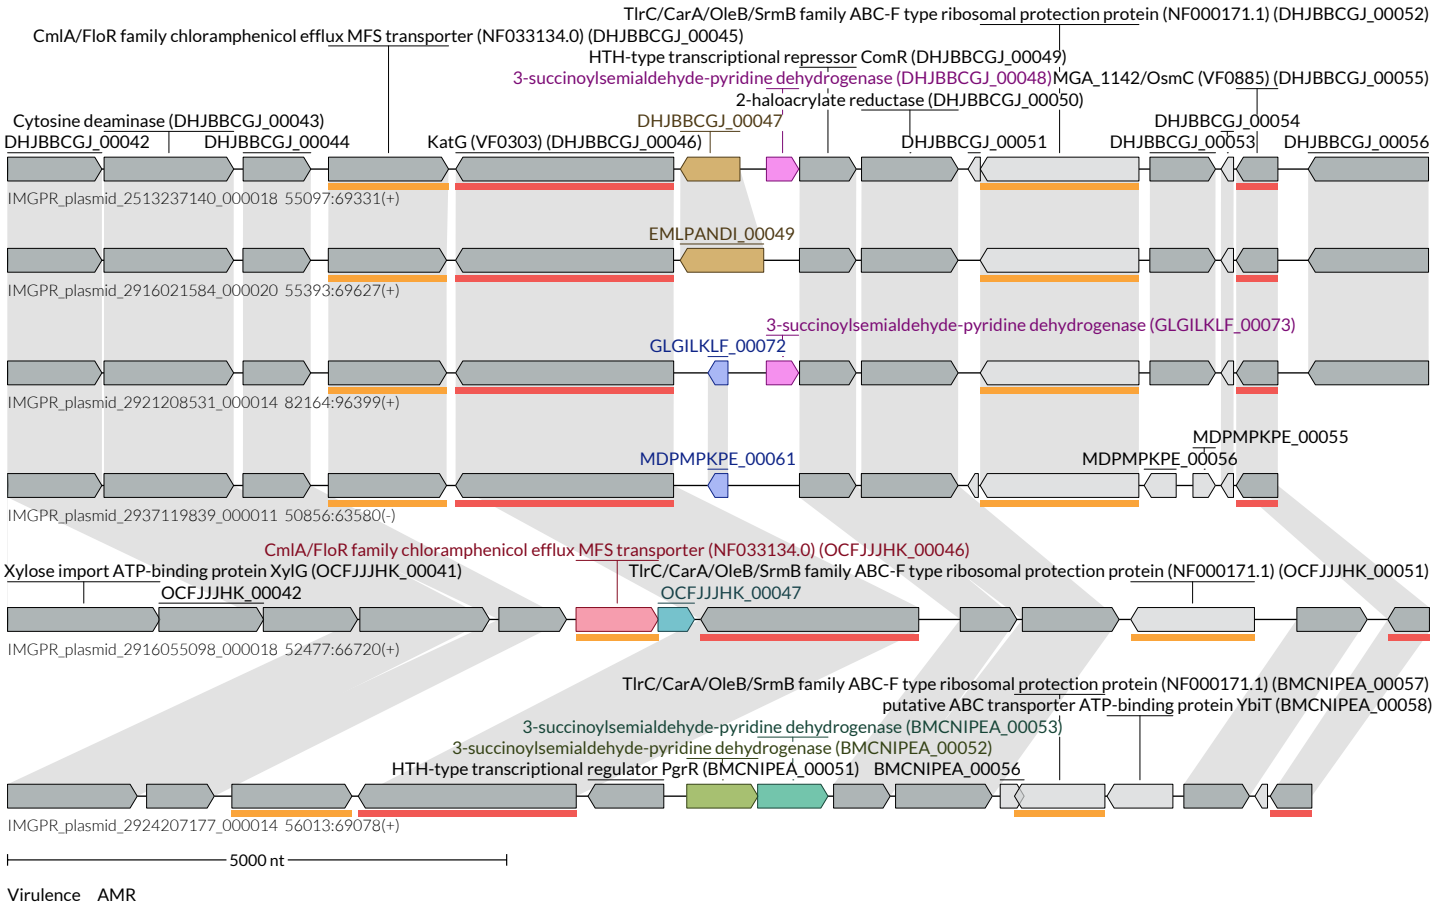 TlrC/CarA/OleB/SrmB family ABC-F type ribosomal protection protein (NF000171.1) (DHJBBCGJ_00052)
CmlA/FloR family chloramphenicol efflux MFS transporter (NF033134.0) (DHJBBCGJ_00045)
HTH-type transcriptional repressor ComR (DHJBBCGJ_00049)
3-succinoylsemialdehyde-pyridine dehydrogenase (DHJBBCGJ_00048) MGA_1142/OsmC (VF0885) (DHJBBCGJ_00055)
2-haloacrylate reductase (DHJBBCGJ_00050)
Cytosine deaminase (DHJBBCGJ_00043) DHJBBCGJ_00047 DHJBBCGJ_00054
DHJBBCGJ_00042 DHJBBCGJ_00044 KatG (VF0303) (DHJBBCGJ_00046) DHJBBCGJ_00051 DHJBBCGJ_00053 DHJBBCGJ_00056
IMGPR_plasmid_2513237140_000018 55097:69331(+)
EMLPANDI_00049
IMGPR_plasmid_2916021584_000020 55393:69627(+)
3-succinoylsemialdehyde-pyridine dehydrogenase (GLGILKLF_00073)
GLGILKLF_00072
IMGPR_plasmid_2921208531_000014 82164:96399(+)
MDPMPKPE_00055
MDPMPKPE_00061 MDPMPKPE_00056
IMGPR_plasmid_2937119839_000011 50856:63580(-)
CmlA/FloR family chloramphenicol efflux MFS transporter (NF033134.0) (OCFJJJHK_00046)
Xylose import ATP-binding protein XylG (OCFJJJHK_00041) TlrC/CarA/OleB/SrmB family ABC-F type ribosomal protection protein (NF000171.1) (OCFJJJHK_00051)
OCFJJJHK_00042 OCFJJJHK_00047
IMGPR_plasmid_2916055098_000018 52477:66720(+)
TlrC/CarA/OleB/SrmB family ABC-F type ribosomal protection protein (NF000171.1) (BMCNIPEA_00057)
putative ABC transporter ATP-binding protein YbiT (BMCNIPEA_00058)
3-succinoylsemialdehyde-pyridine dehydrogenase (BMCNIPEA_00053)
3-succinoylsemialdehyde-pyridine dehydrogenase (BMCNIPEA_00052)
HTH-type transcriptional regulator PgrR (BMCNIPEA_00051) BMCNIPEA_00056
IMGPR_plasmid_2924207177_000014 56013:69078(+)
5000 nt
Virulence AMR